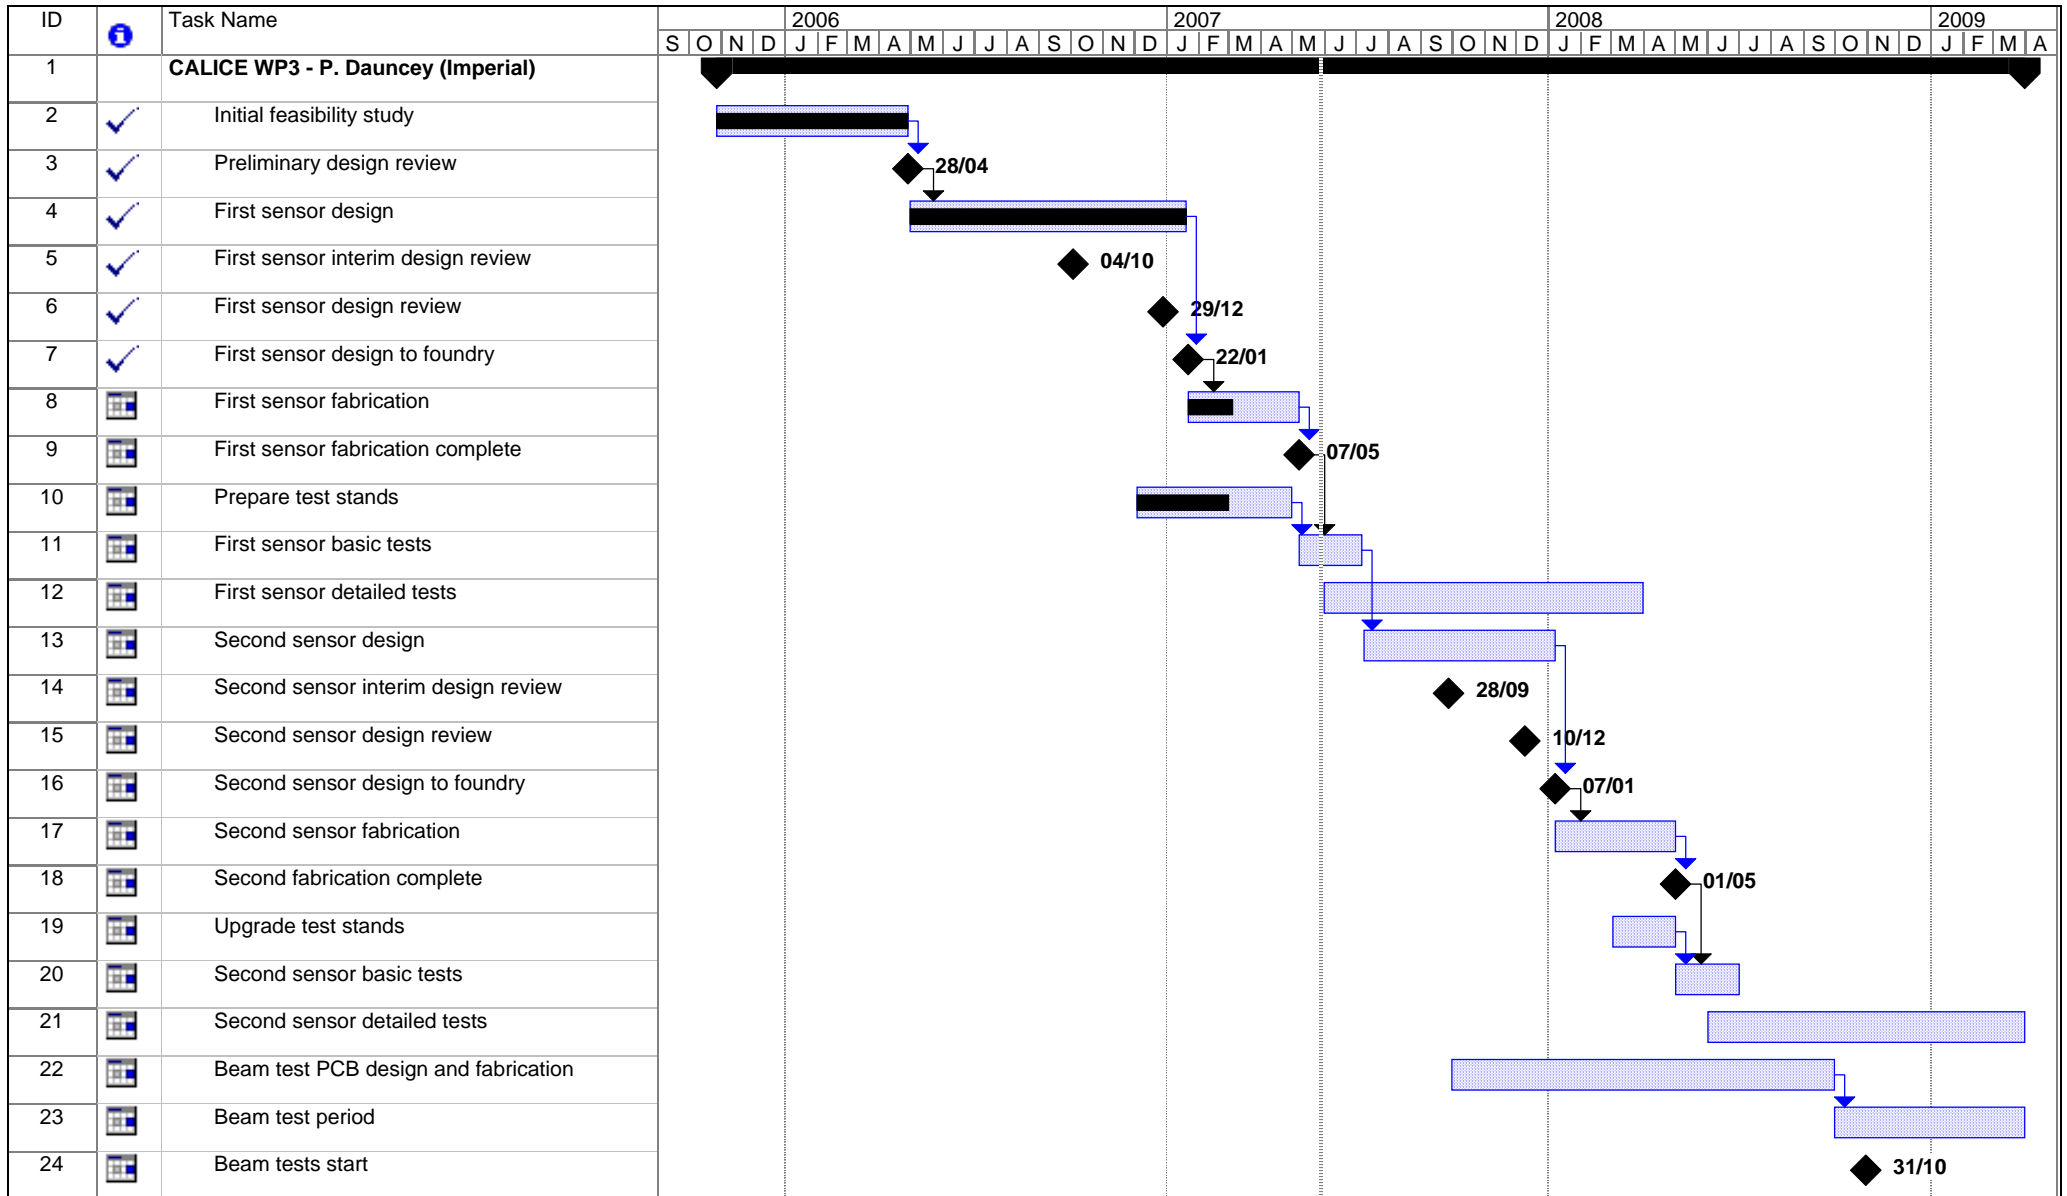 ID Task Name 2006 2007 2008 2009
S O N D J F M A M J J A S O N D J F M A M J J A S O N D J F M A M J J A S O N D J F M A
1 CALICE WP3 - P. Dauncey (Imperial)
2 Initial feasibility study
3 Preliminary design review 28/04
4 First sensor design
5 First sensor interim design review 04/10
6 First sensor design review 29/12
7 First sensor design to foundry 22/01
8 First sensor fabrication
9 First sensor fabrication complete 07/05
10 Prepare test stands
11 First sensor basic tests
12 First sensor detailed tests
13 Second sensor design
14 Second sensor interim design review 28/09
15 Second sensor design review 10/12
16 Second sensor design to foundry 07/01
17 Second sensor fabrication
18 Second fabrication complete 01/05
19 Upgrade test stands
20 Second sensor basic tests
21 Second sensor detailed tests
22 Beam test PCB design and fabrication
23 Beam test period
24 Beam tests start 31/10